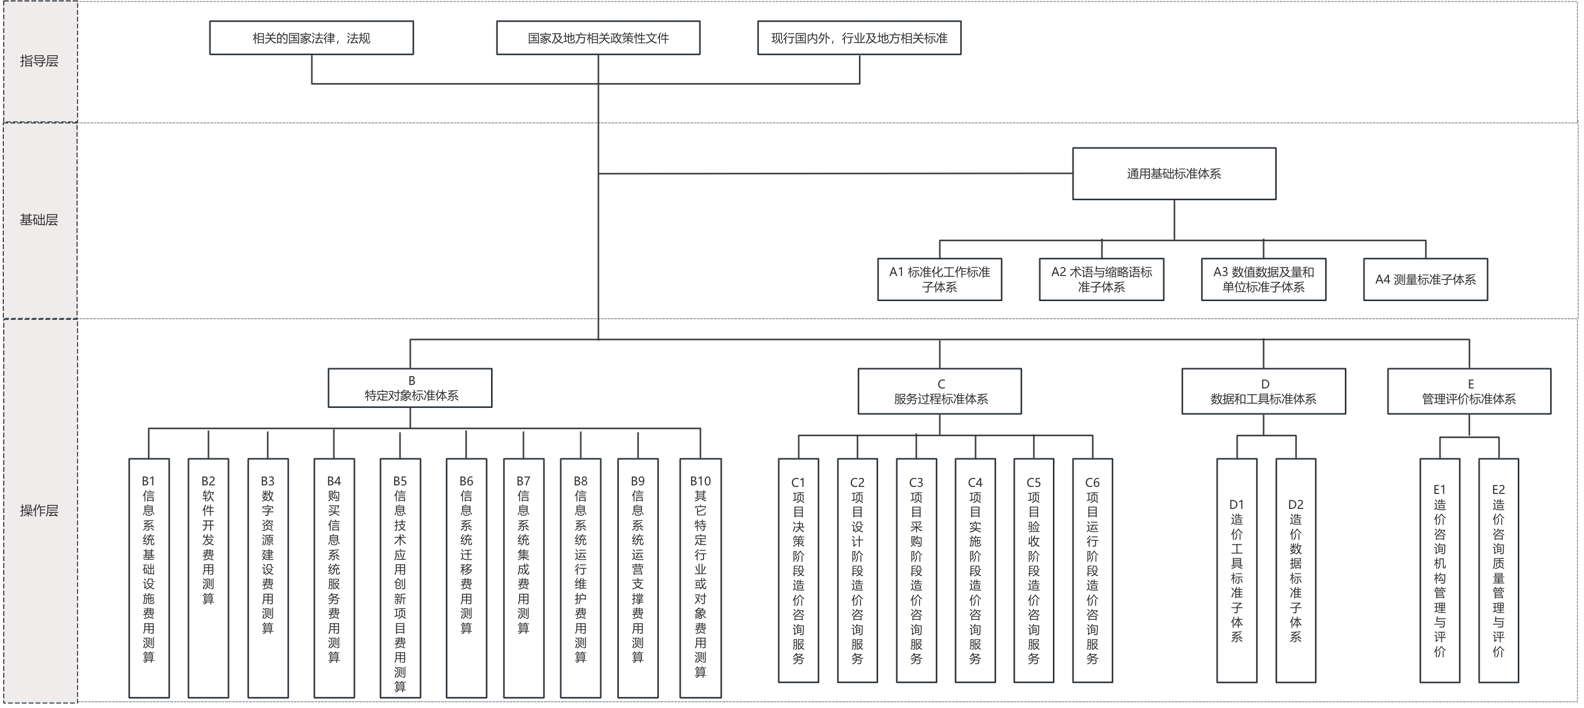 指导层
相关的国家法律，法规
国家及地方相关政策性文件
现行国内外，行业及地方相关标准
基础层
通用基础标准体系
A1 标准化工作标准
子体系
A2 术语与缩略语标
准子体系
A3 数值数据及量和
单位标准子体系
A4 测量标准子体系
操作层
B
特定对象标准体系
C
服务过程标准体系
D
数据和工具标准体系
E
管理评价标准体系
B1
信息系统基础设施费用测算
B2
软件开发费用测算
B3
数字资源建设费用测算
B4
购买信息系统服务费用测算
B5
信息技术应用创新项目费用测算
B6
信息系统迁移费用测算
B7
信息系统集成费用测算
B8
信息系统运行维护费用测算
B9
信息系统运营支撑费用测算
B10
其它特定行业或对象费用测算
C1
项目决策阶段造价咨询服务
C2
项目设计阶段造价咨询服务
C3
项目采购阶段造价咨询服务
C4
项目实施阶段造价咨询服务
C5
项目验收阶段造价咨询服务
C6
项目运行阶段造价咨询服务
D1
造价工具标准子体系
D2
造价数据标准子体系
E1
造价咨询机构管理与评价
E2
造价咨询质量管理与评价